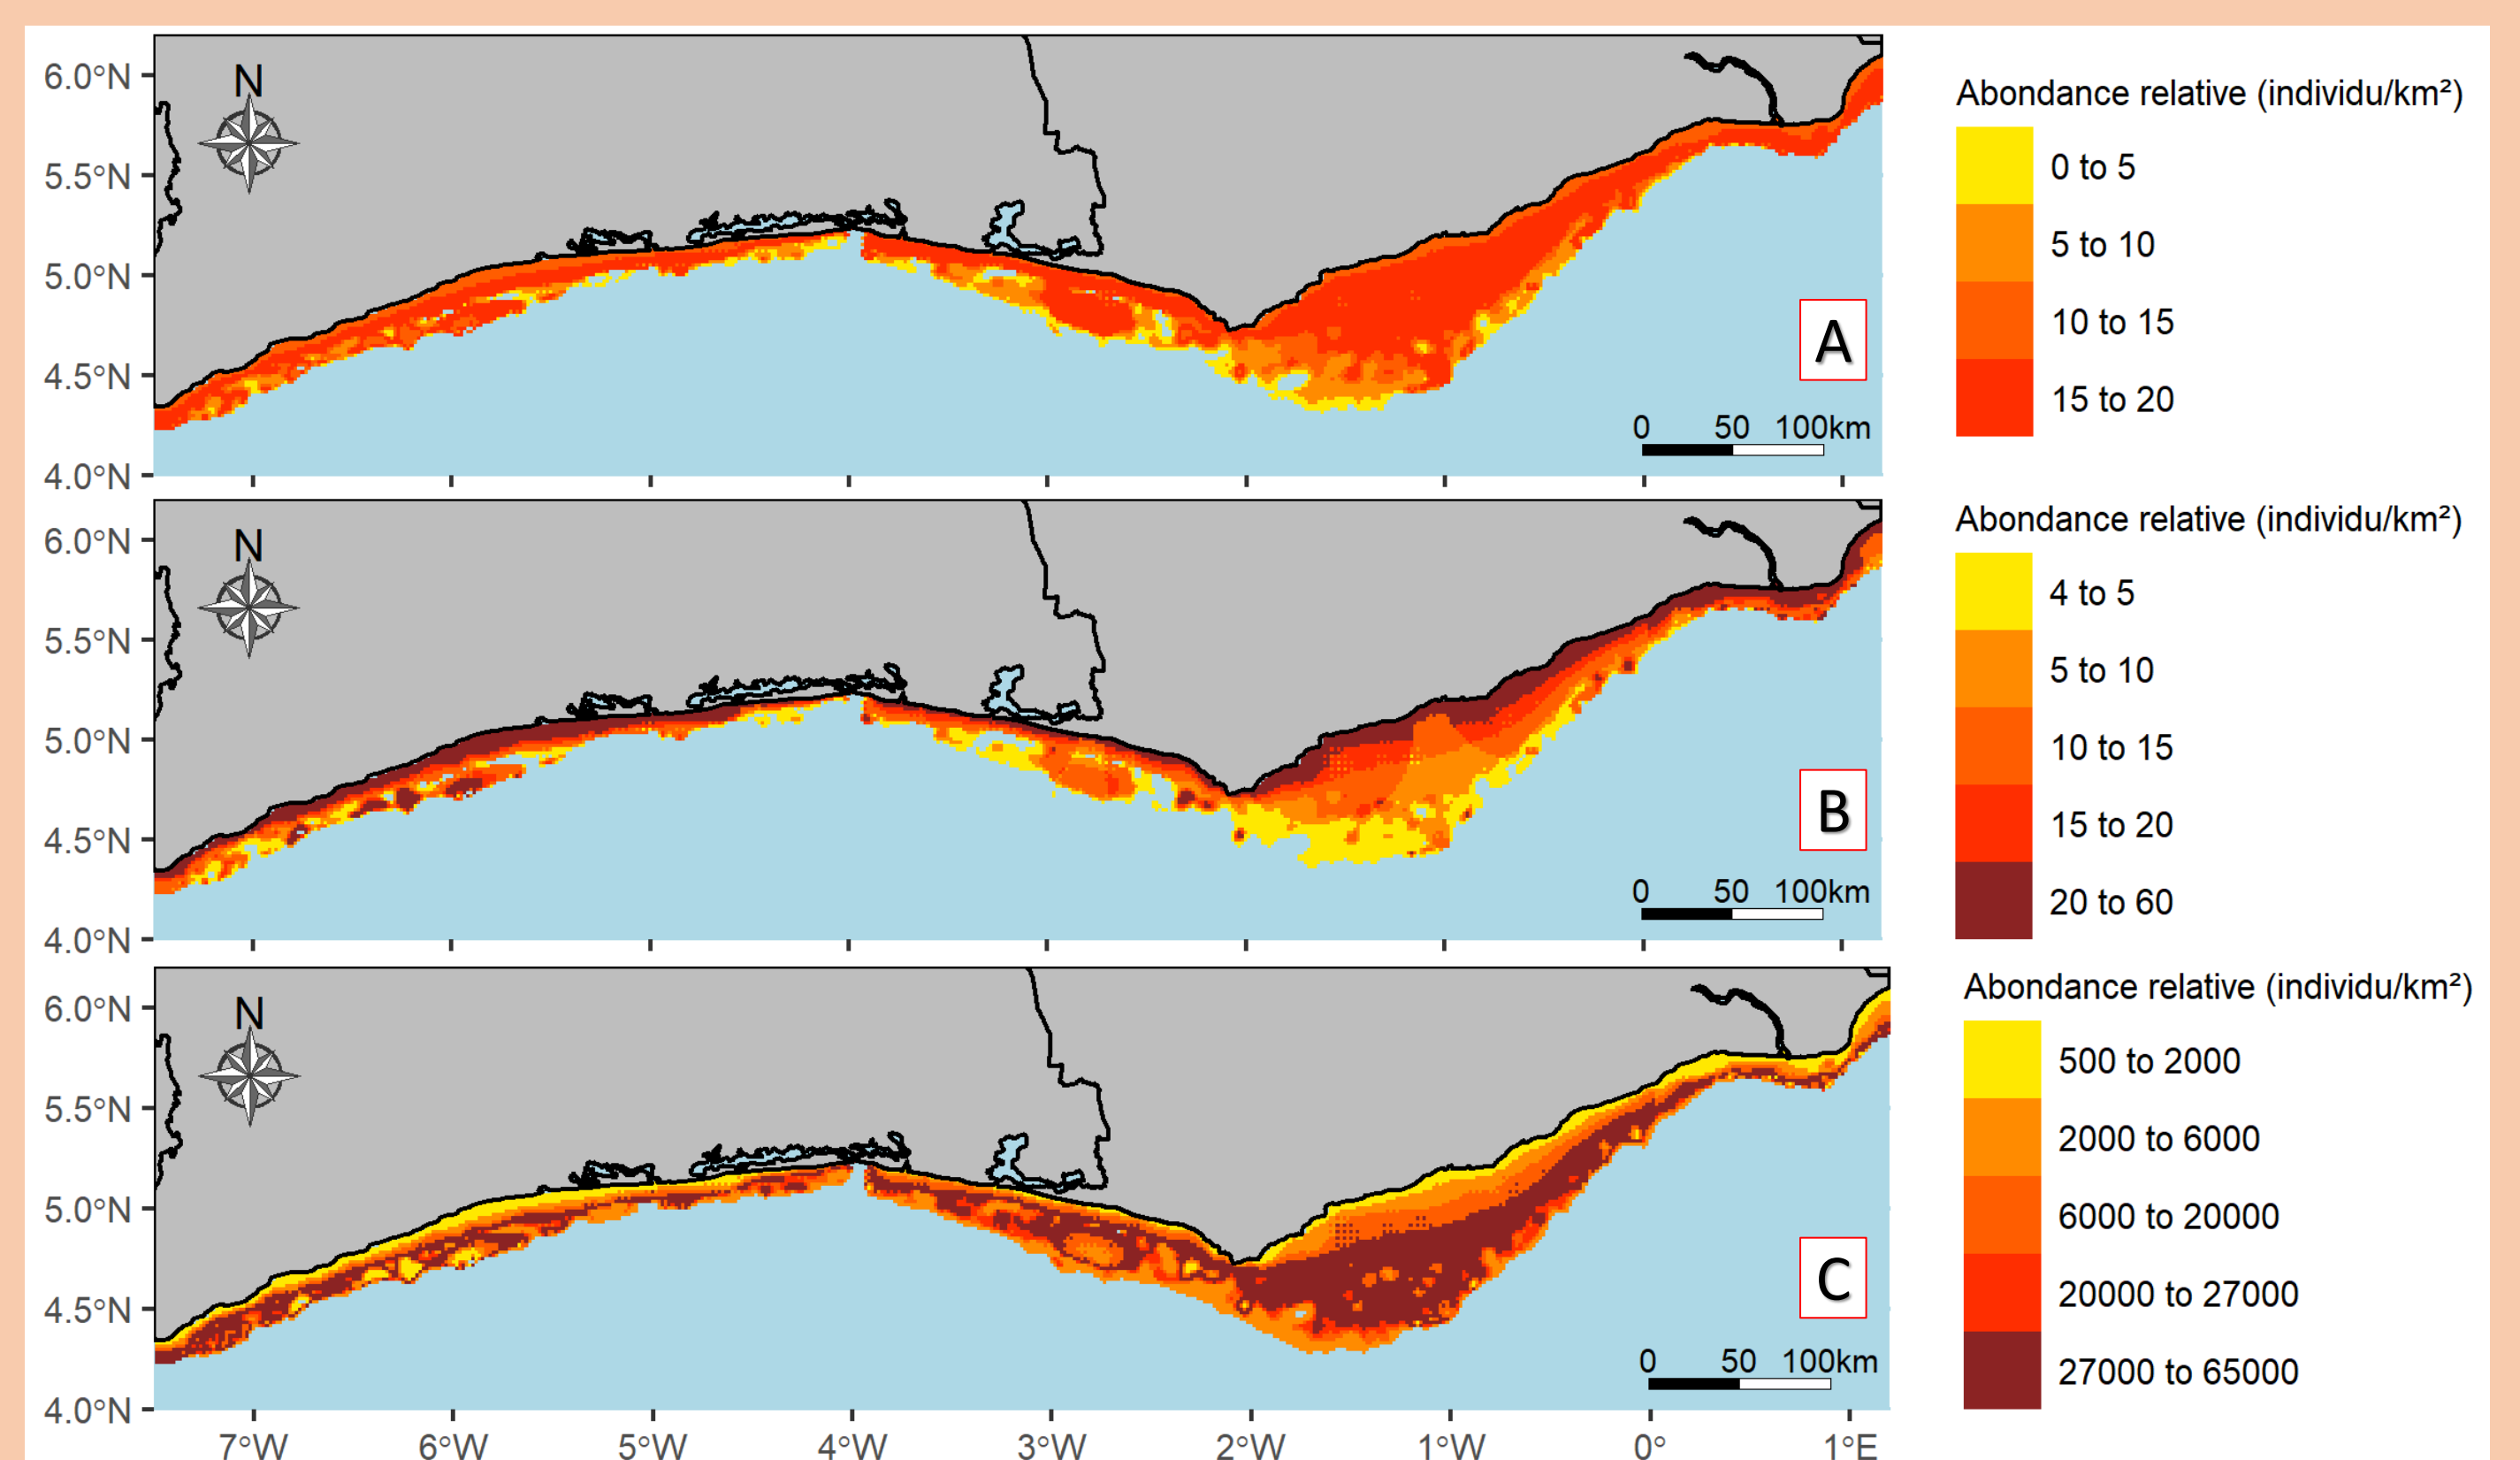 N
6.0°N
5.5°N
5.0°N
4.5°N
4.0°N
A
0 50 100km
Abondance relative (individu/km²)
0 to 5
5 to 10
10 to 15
15 to 20
N
6.0°N
5.5°N
5.0°N
4.5°N
4.0°N
B
0 50 100km
Abondance relative (individu/km²)
4 to 5
5 to 10
10 to 15
15 to 20
20 to 60
N
6.0°N
5.5°N
5.0°N
4.5°N
4.0°N
C
0 50 100km
7°W 6°W 5°W 4°W 3°W 2°W 1°W 0° 1°E
Abondance relative (individu/km²)
500 to 2000
2000 to 6000
6000 to 20000
20000 to 27000
27000 to 65000